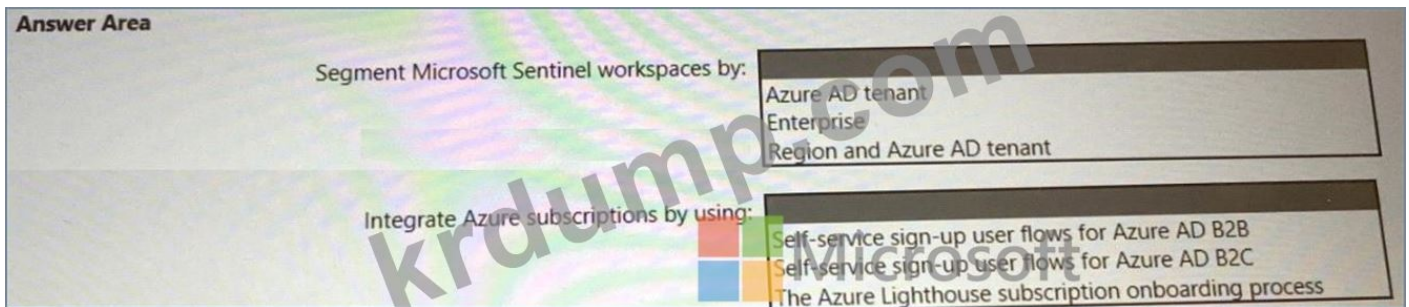 Answer Area
Segment Microsoft Sentinel workspaces by:
Azure AD tenant
Enterprise
Region and Azure AD tenant
Integrate Azure subscriptions by using:
Self-service sign-up user flows for Azure AD B2B
Self-service sign-up user flows for Azure AD B2C
The Azure Lighthouse subscription onboarding process
krdump.com
Microsoft